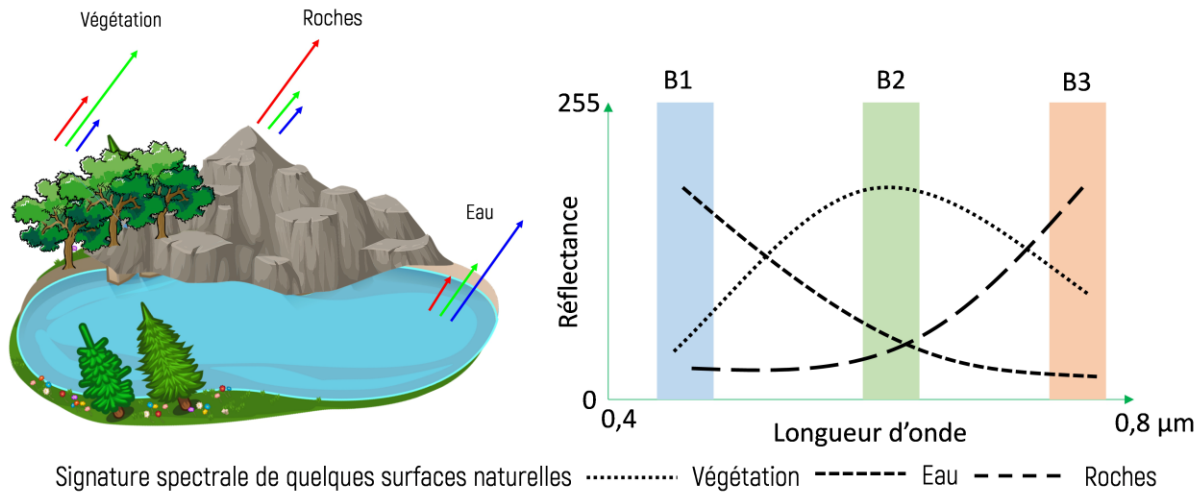 Végétation
Roches
Eau
B1
B2
B3
255
Réflectance
0
0,4
Longueur d'onde
0,8 µm
Signature spectrale de quelques surfaces naturelles Végétation Eau Roches